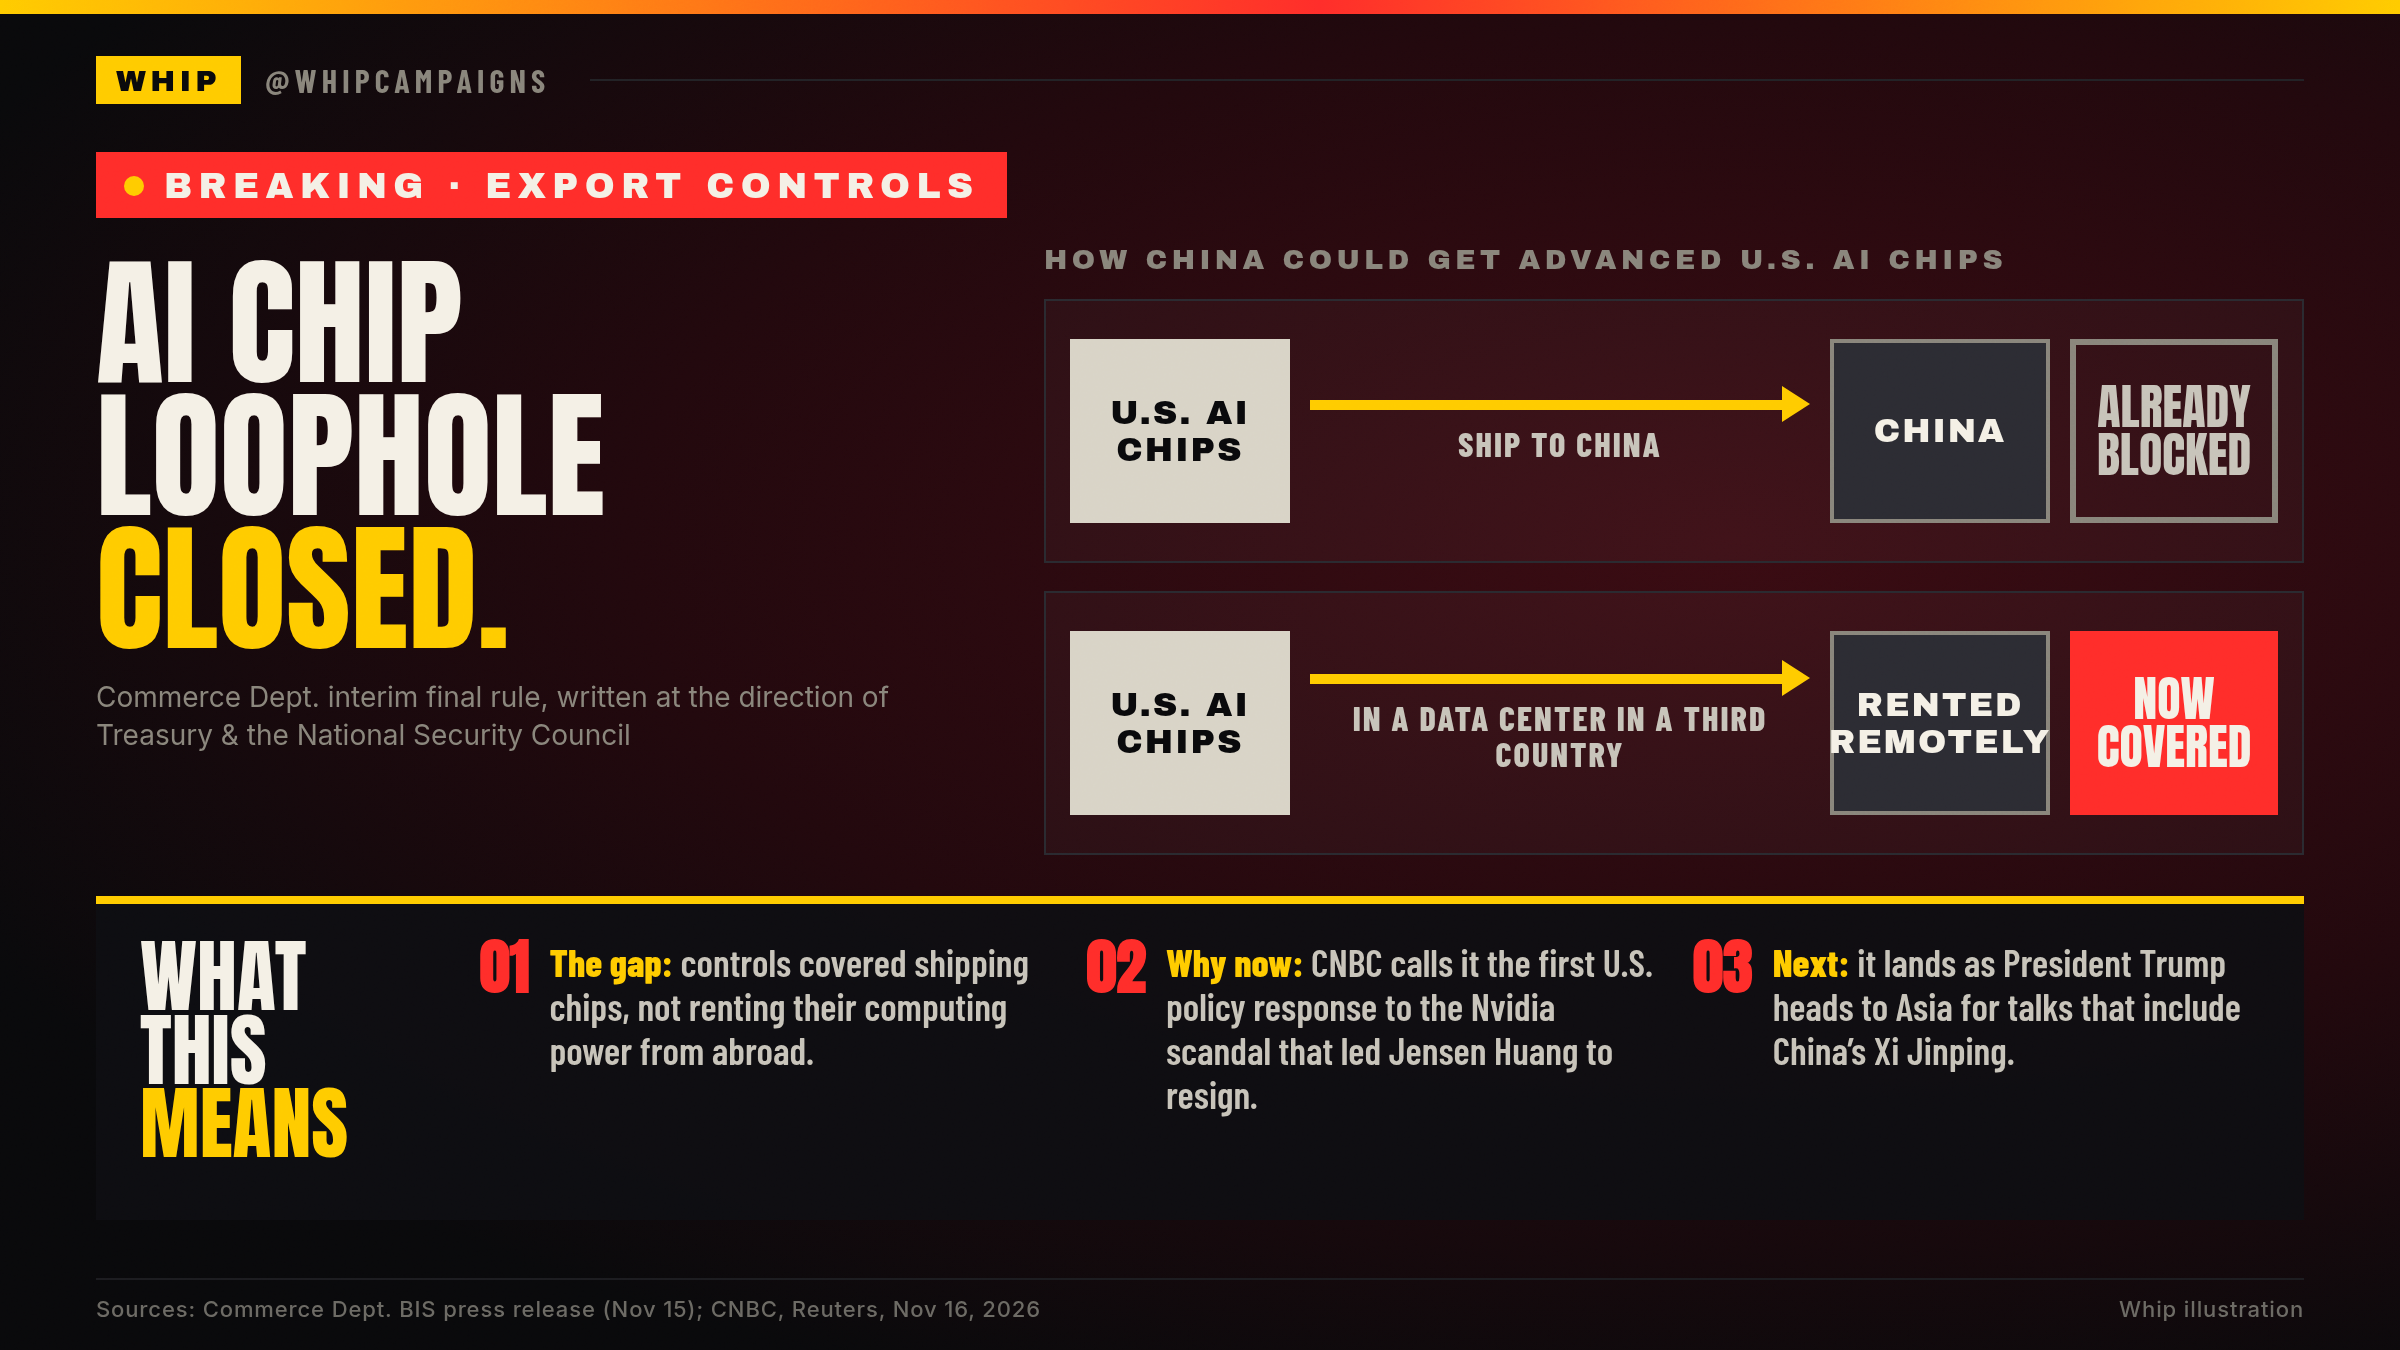 WHIP @WHIPCAMPAIGNS
BREAKING · EXPORT CONTROLS
AI CHIP
LOOPHOLE
CLOSED.
Commerce Dept. interim final rule, written at the direction of
Treasury & the National Security Council
HOW CHINA COULD GET ADVANCED U.S. AI CHIPS
U.S. AI
CHIPS
SHIP TO CHINA
CHINA
ALREADY
BLOCKED
U.S. AI
CHIPS
IN A DATA CENTER IN A THIRD
COUNTRY
RENTED
REMOTELY
NOW
COVERED
WHAT
THIS
MEANS
01 The gap: controls covered shipping
chips, not renting their computing
power from abroad.
02 Why now: CNBC calls it the first U.S.
policy response to the Nvidia
scandal that led Jensen Huang to
resign.
03 Next: it lands as President Trump
heads to Asia for talks that include
China’s Xi Jinping.
Sources: Commerce Dept. BIS press release (Nov 15); CNBC, Reuters, Nov 16, 2026
Whip illustration